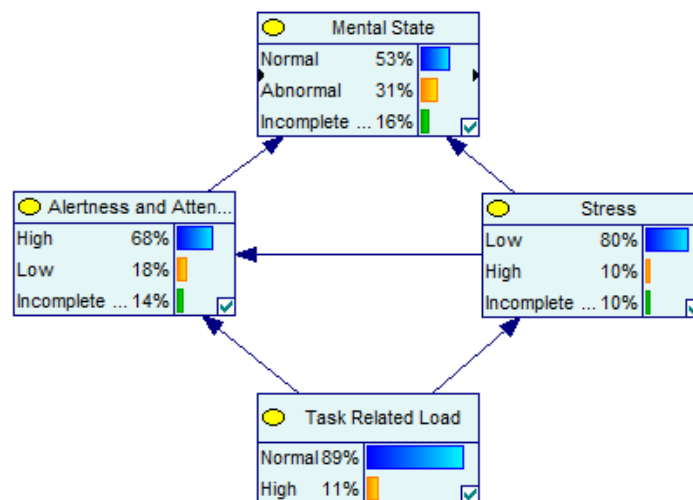 Mental State
Normal 53%
Abnormal 31%
Incomplete ... 16%
Alertness and Atten...
High 68%
Low 18%
Incomplete ... 14%
Stress
Low 80%
High 10%
Incomplete ... 10%
Task Related Load
Normal 89%
High 11%